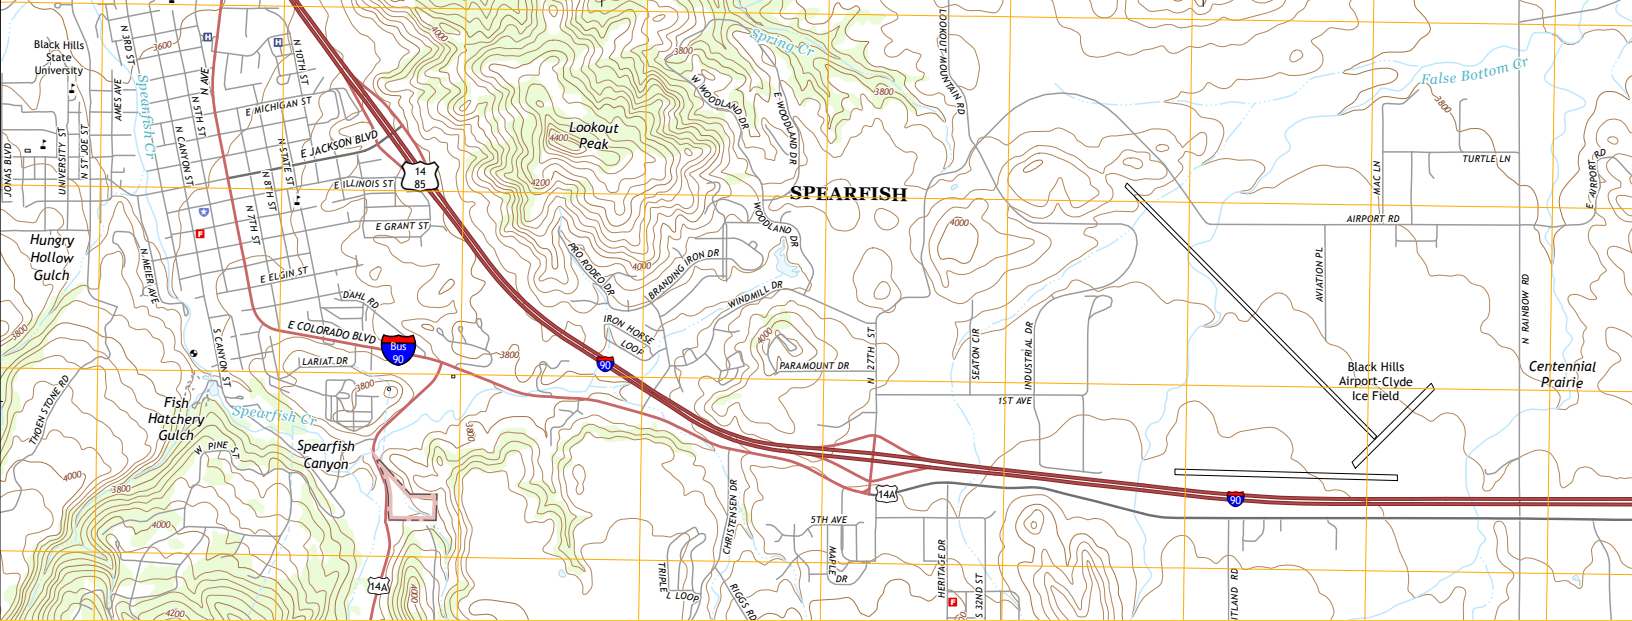 Black Hills
State
University
N 3RD ST
3600
H
H
N AVE
N 10TH ST
4000
3800
Spring Cr
LOOKOUT MOUNTAIN RD
False Bottom Cr
3800
3800
AMES AVE
Spearfish Cr
N 5TH ST
E MICHIGAN ST
W WOODLAND DR
E WOODLAND DR
Lookout
Peak
4400
4200
JONAS BLVD
UNIVERSITY ST
N ST JOE ST
N CANYON ST
N STATE ST
E JACKSON BLVD
N 8TH ST
E ILLINOIS ST
14
85
SPEARFISH
TURTLE LN
MAC LN
E AIRPORT RD
AIRPORT RD
F
N 7TH ST
E GRANT ST
WOODLAND DR
4000
Hungry
Hollow
Gulch
N MEIER AVE
E ELGIN ST
PRO RODEO DR
4000
BRANDING IRON DR
WINDMILL DR
AVIATION PL
N RAINBOW RD
DAHL RD
3800
E COLORADO BLVD
Bus
90
IRON HORSE
LOOP
S CANYON ST
LARIAT DR
3800
90
PARAMOUNT DR
N 27TH ST
SEATON CIR
INDUSTRIAL DR
1ST AVE
Black Hills
Airport-Clyde
Ice Field
Centennial
Prairie
THOEN STONE RD
Fish
Hatchery
Gulch
3800
Spearfish Cr
W PINE ST
Spearfish
Canyon
3800
4000
3800
4000
14A
90
CHRISTENSEN DR
5TH AVE
MAPLE
DR
HERITAGE DR
S 32ND ST
F
14A
4000
4200
TRIPLE
L LOOP
RIGGS RD